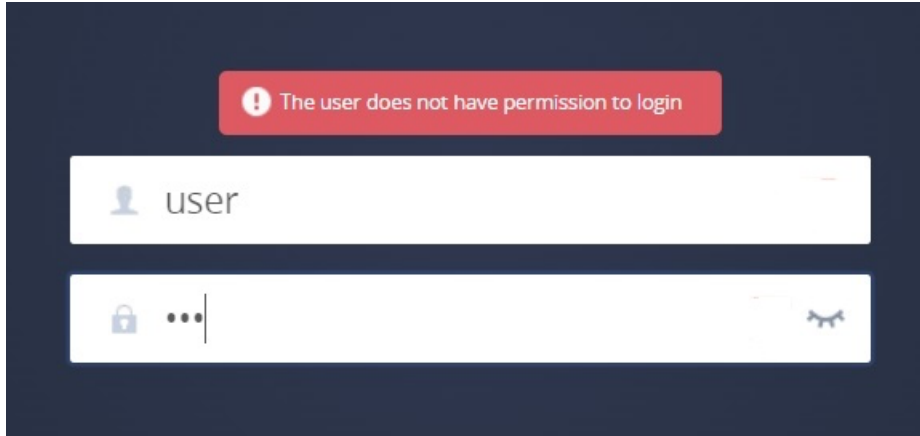 The user does not have permission to login
user
•••